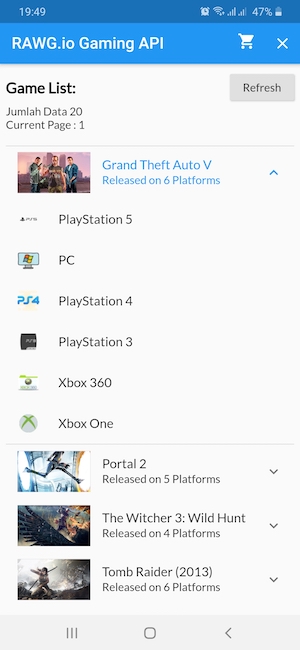 19:49
47%
RAWG.io Gaming API
Game List:
Refresh
Jumlah Data 20
Current Page : 1
Grand Theft Auto V
Released on 6 Platforms
PlayStation 5
PC
PS4
PlayStation 4
PlayStation 3
Xbox 360
Xbox One
Portal 2
Released on 5 Platforms
The Witcher 3: Wild Hunt
Released on 4 Platforms
Tomb Raider (2013)
Released on 6 Platforms